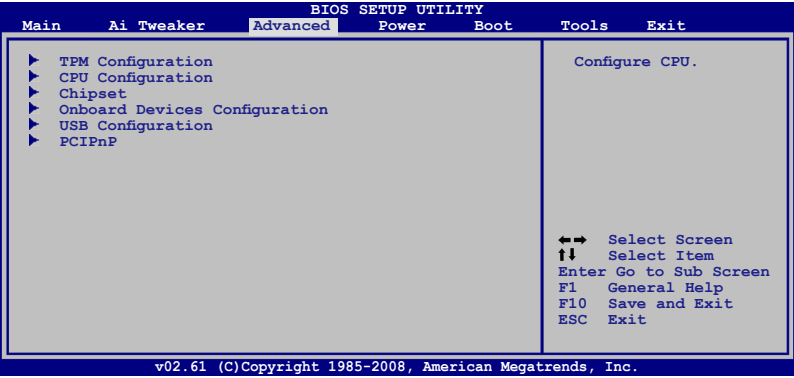 BIOS SETUP UTILITY
Main Ai Tweaker Advanced Power Boot Tools Exit
TPM Configuration
CPU Configuration
Chipset
Onboard Devices Configuration
USB Configuration
PCIPnP
Configure CPU.
Select Screen
Select Item
Enter Go to Sub Screen
F1 General Help
F10 Save and Exit
ESC Exit
v02.61 (C)Copyright 1985-2008, American Megatrends, Inc.